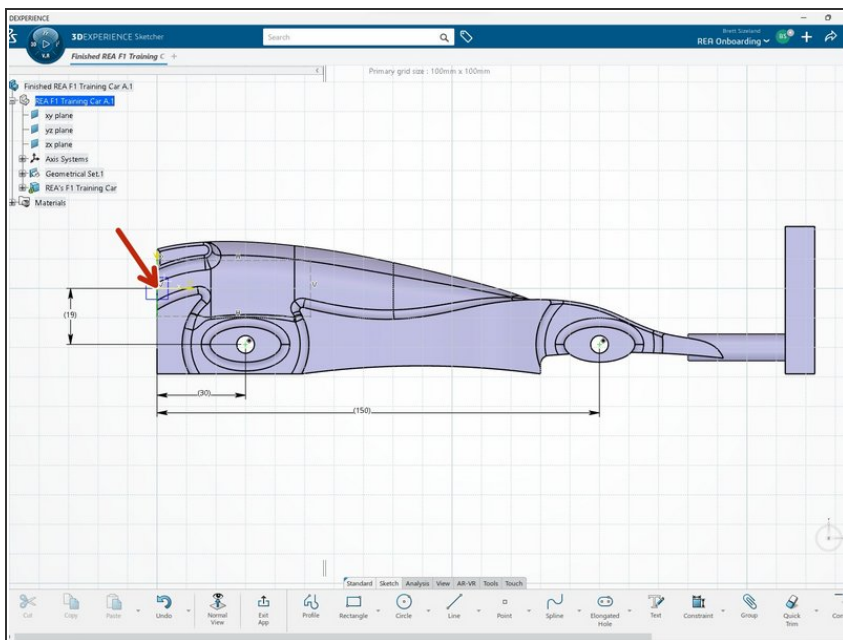 DEXPERIENCE
3DEXPERIENCE Sketcher
Search
Brett Sizeland
REA Onboarding
Finished REA F1 Training C
Primary grid size : 100mm x 100mm
Finished REA F1 Training Car A.1
REA F1 Training Car A.1
xy plane
yz plane
zx plane
Axis Systems
Geometrical Set.1
REA's F1 Training Car
Materials
(19)
(30)
(150)
Standard Sketch Analysis View AR-VR Tools Touch
Cut
Copy
Paste
Undo
Normal View
Exit App
Profile
Rectangle
Circle
Line
Point
Spline
Elongated Hole
Text
Constraint
Group
Quick Trim